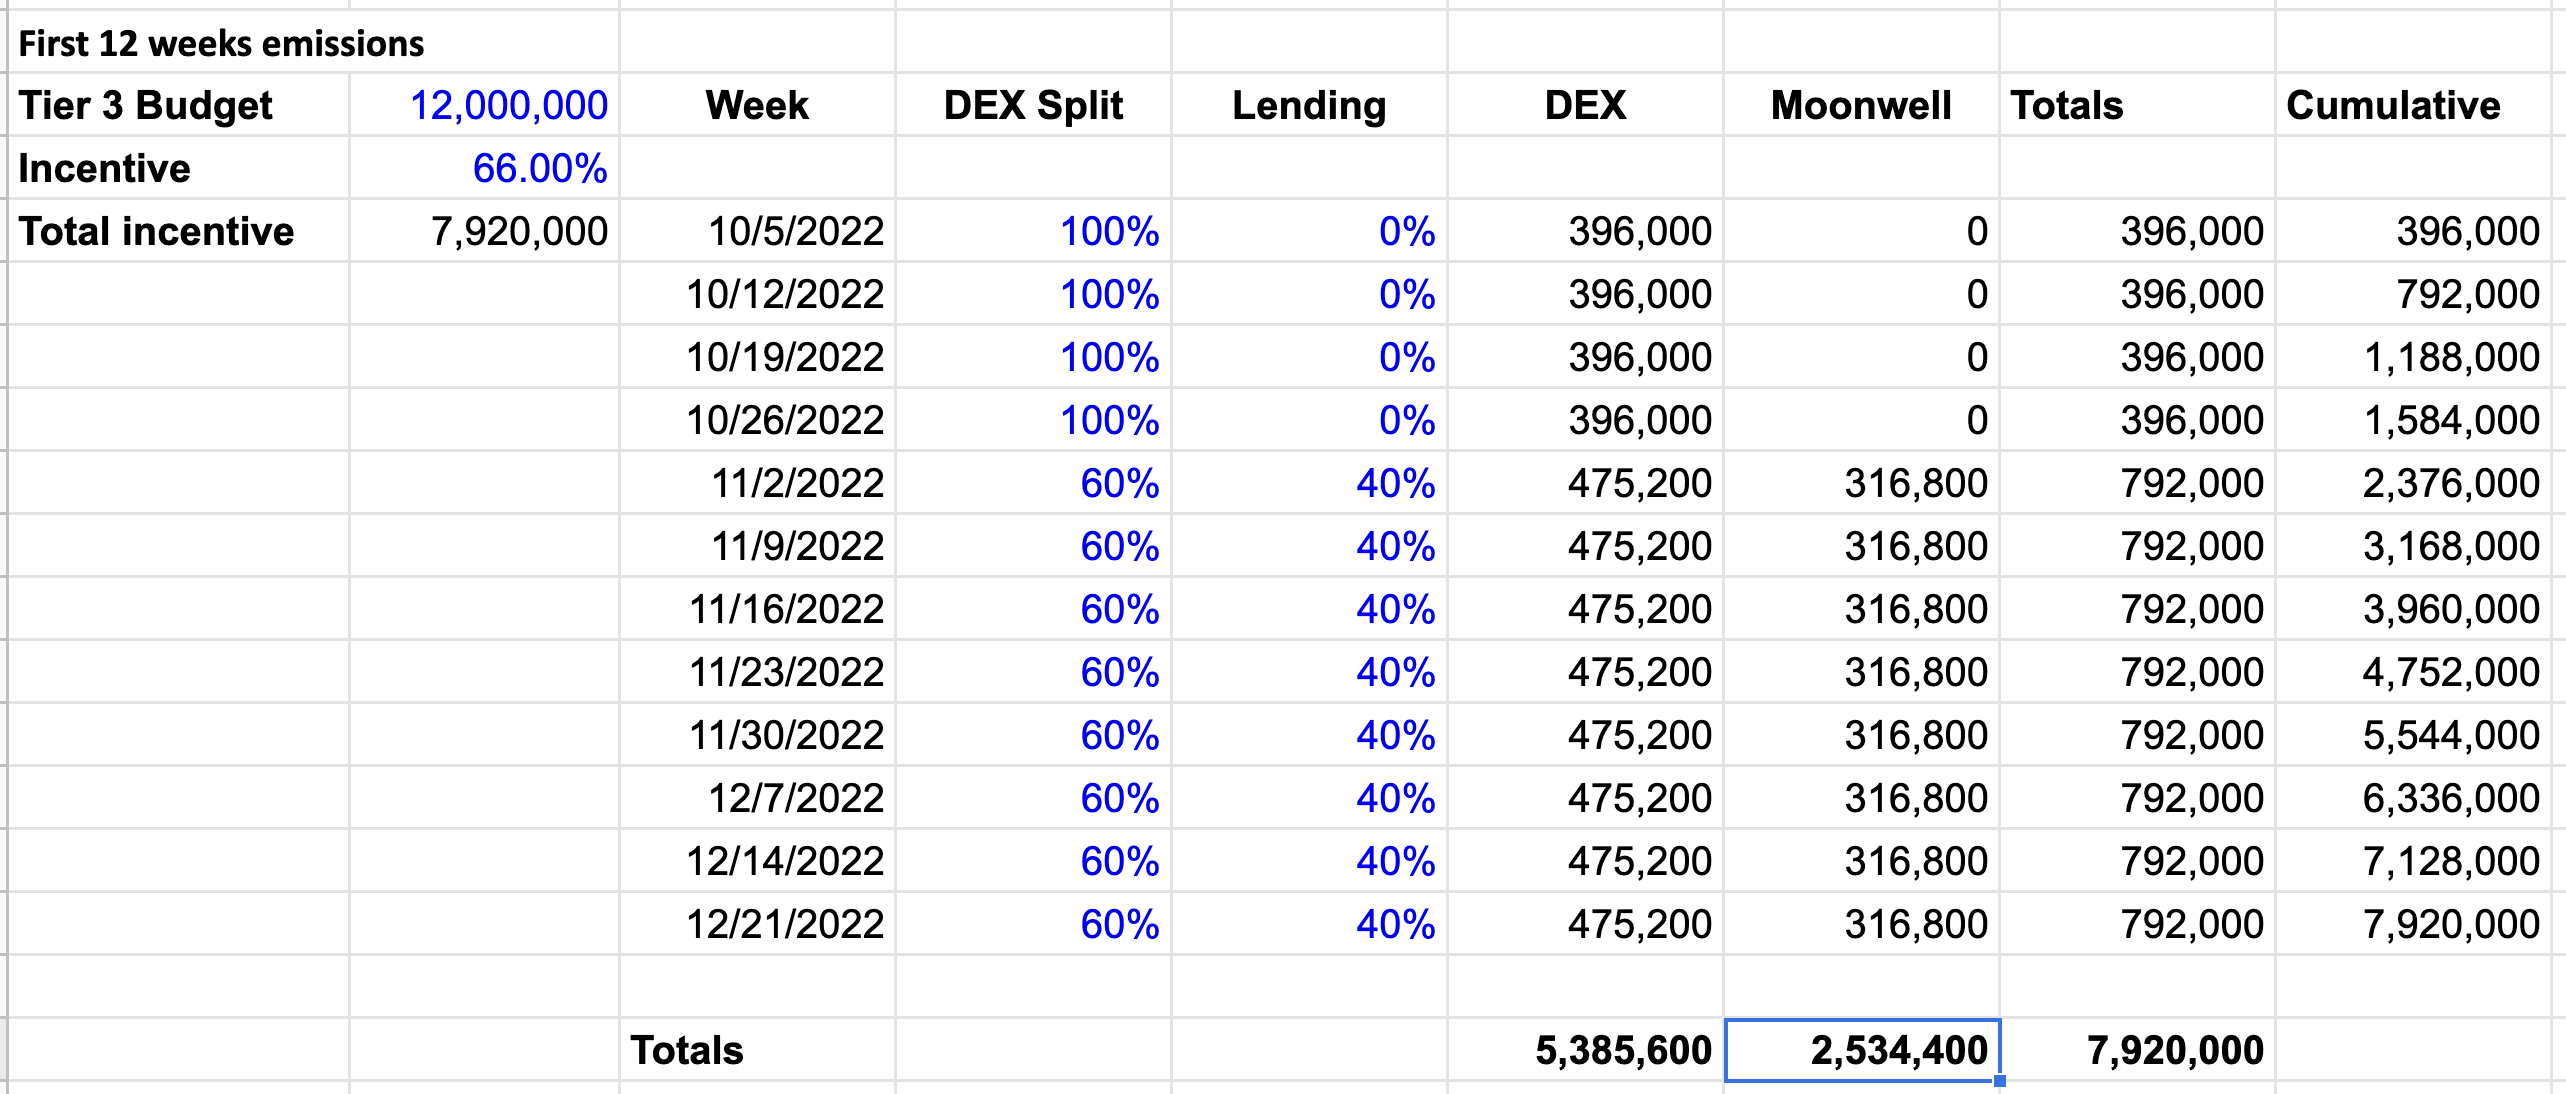 First 12 weeks emissions
Tier 3 Budget 12,000,000 Week DEX Split Lending DEX Moonwell Totals Cumulative
Incentive 66.00%
Total incentive 7,920,000 10/5/2022 100% 0% 396,000 0 396,000 396,000
10/12/2022 100% 0% 396,000 0 396,000 792,000
10/19/2022 100% 0% 396,000 0 396,000 1,188,000
10/26/2022 100% 0% 396,000 0 396,000 1,584,000
11/2/2022 60% 40% 475,200 316,800 792,000 2,376,000
11/9/2022 60% 40% 475,200 316,800 792,000 3,168,000
11/16/2022 60% 40% 475,200 316,800 792,000 3,960,000
11/23/2022 60% 40% 475,200 316,800 792,000 4,752,000
11/30/2022 60% 40% 475,200 316,800 792,000 5,544,000
12/7/2022 60% 40% 475,200 316,800 792,000 6,336,000
12/14/2022 60% 40% 475,200 316,800 792,000 7,128,000
12/21/2022 60% 40% 475,200 316,800 792,000 7,920,000
Totals 5,385,600 2,534,400 7,920,000